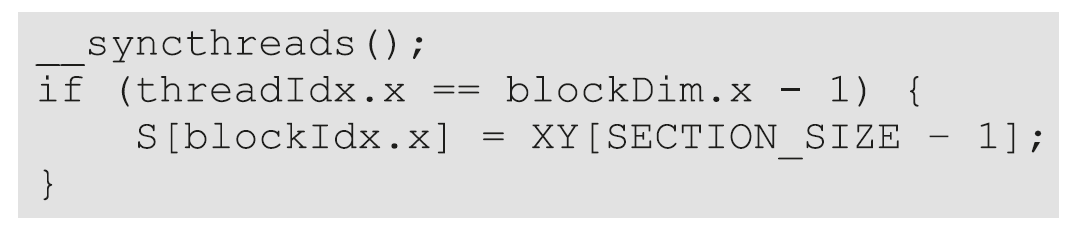 __syncthreads();
if (threadIdx.x == blockDim.x - 1) {
    S[blockIdx.x] = XY[SECTION_SIZE - 1];
}